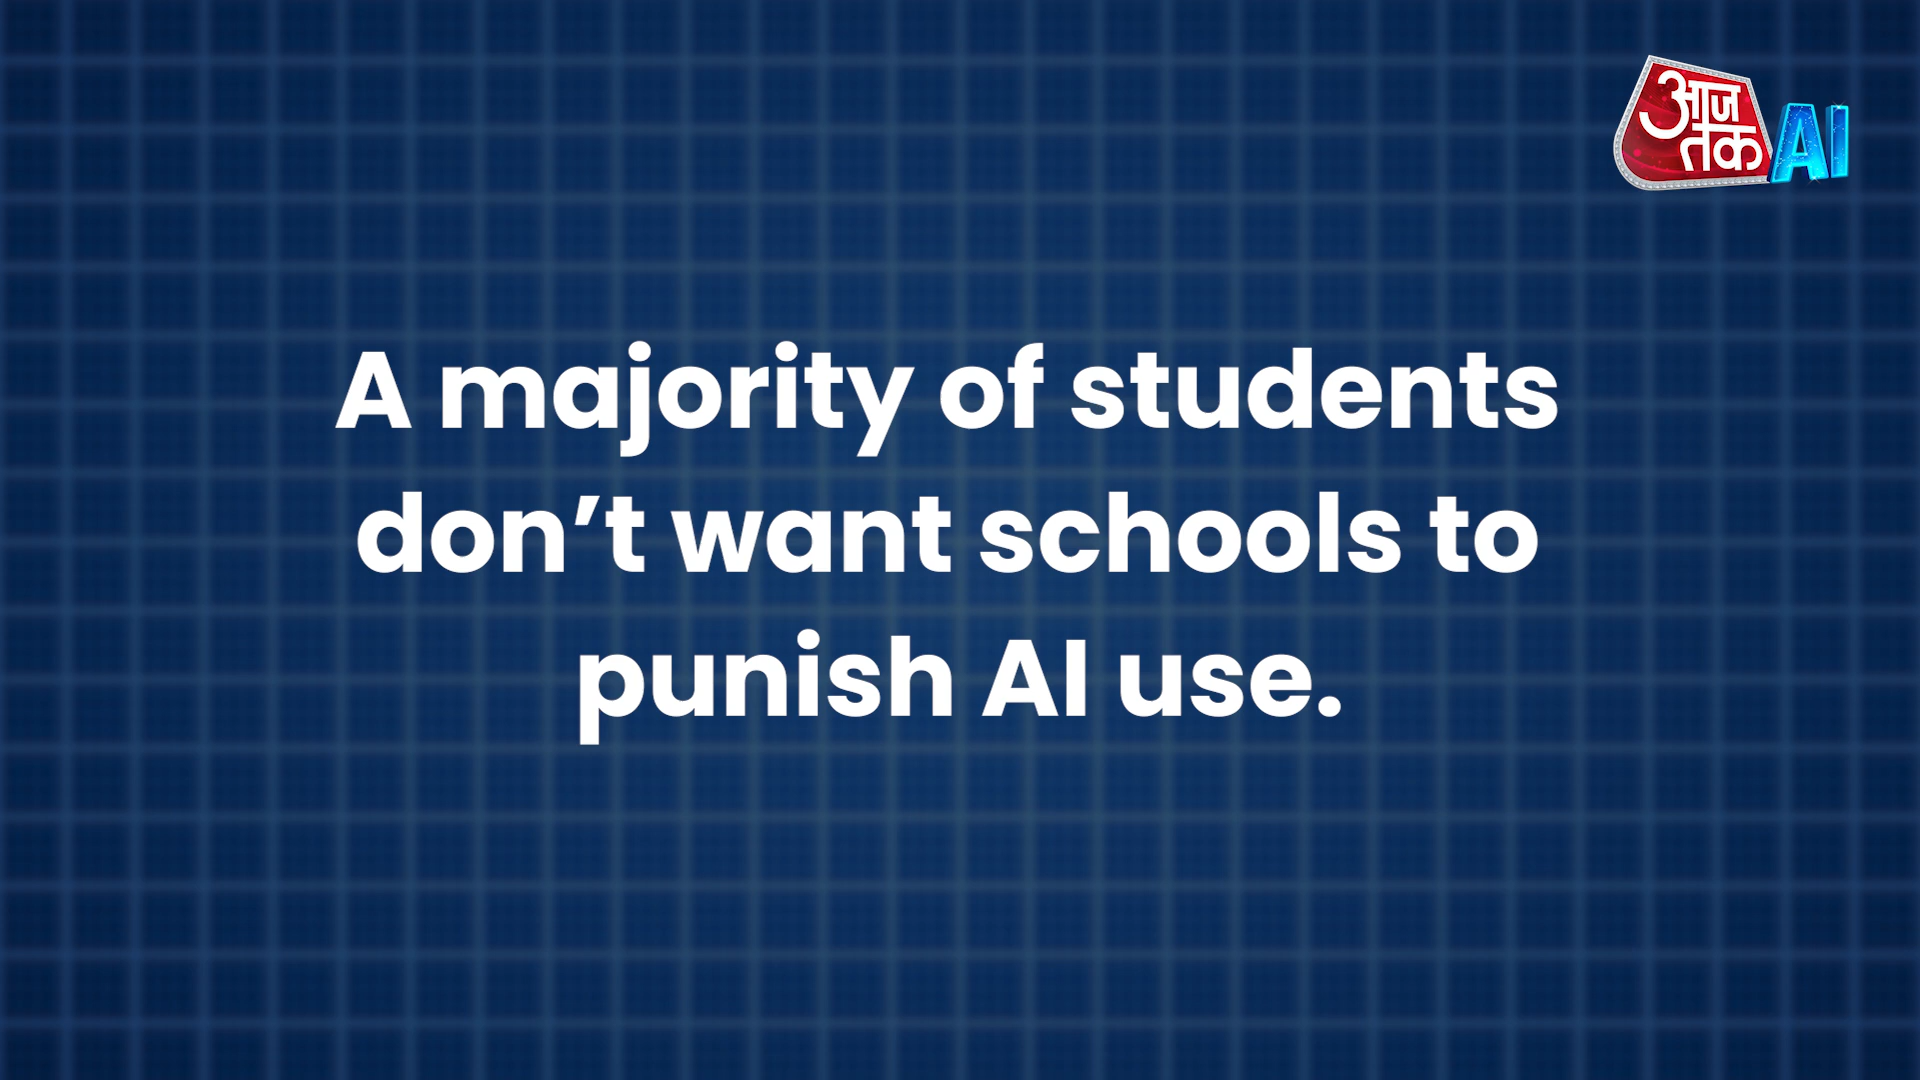 आज
तक AI
A majority of students
don’t want schools to
punish AI use.